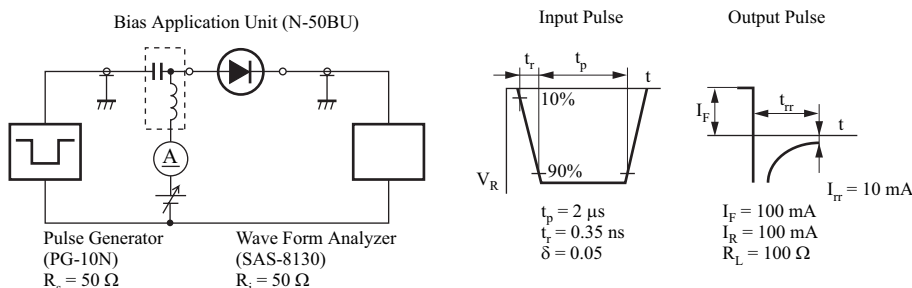 Bias Application Unit (N-50BU)
A
Pulse Generator
(PG-10N)
R_s = 50 Ω
Wave Form Analyzer
(SAS-8130)
R_i = 50 Ω
Input Pulse
t_r
t_p
t
10%
90%
V_R
t_p = 2 μs
t_r = 0.35 ns
δ = 0.05
Output Pulse
I_F
t_rr
t
I_rr = 10 mA
I_F = 100 mA
I_R = 100 mA
R_L = 100 Ω